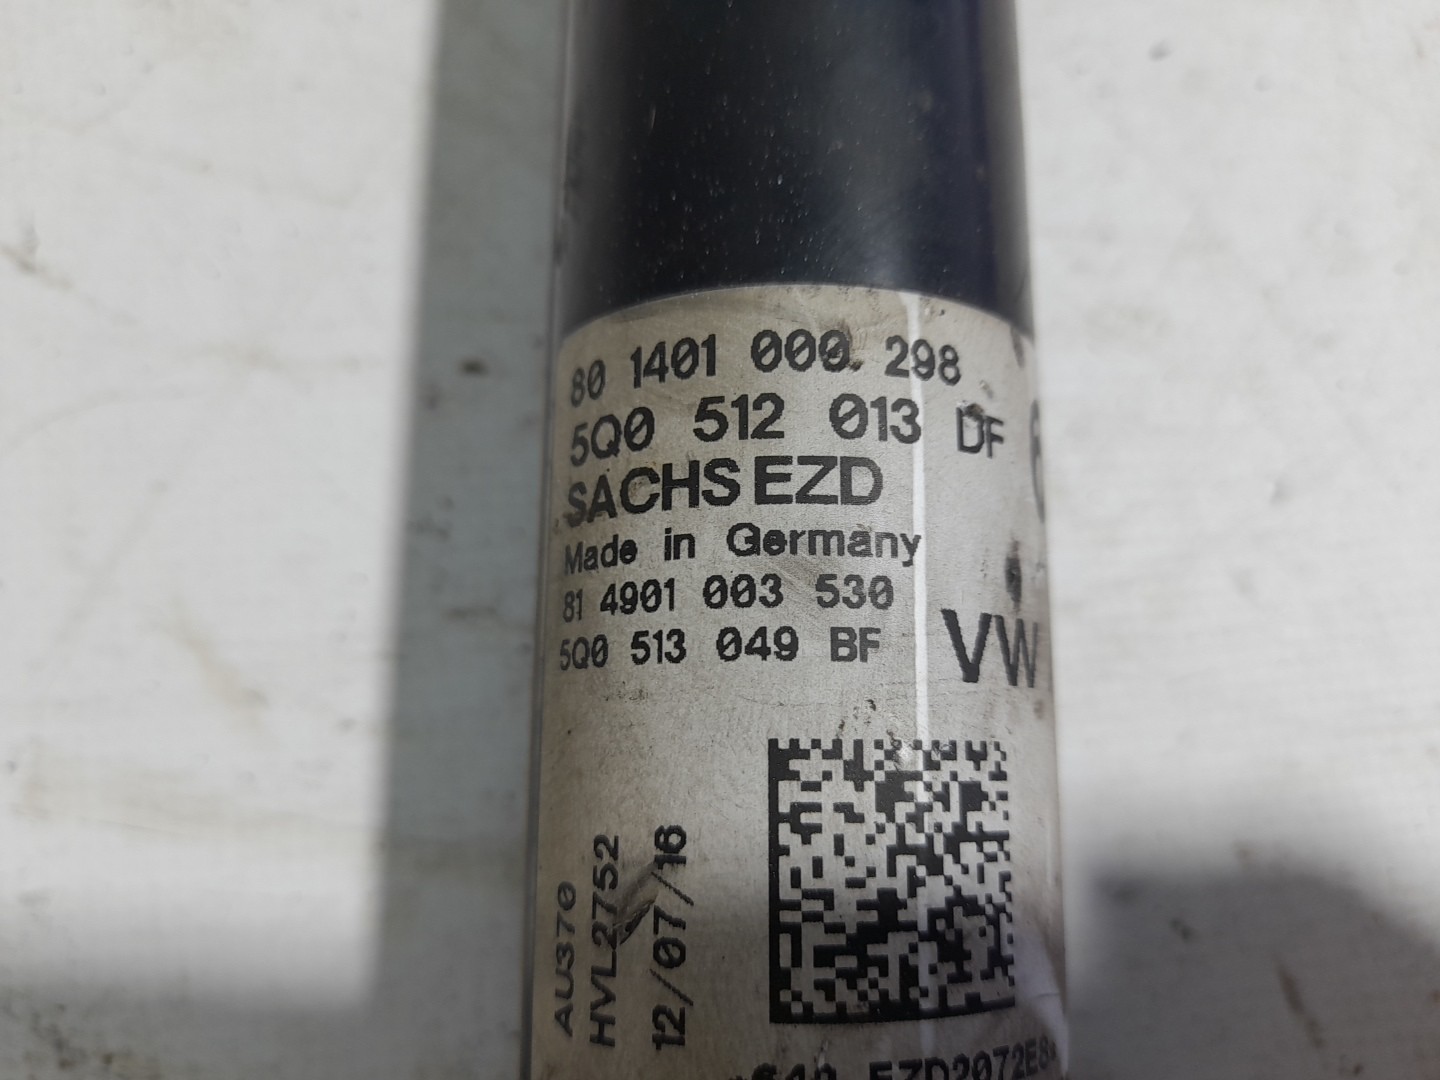 80 1401 000 298
5Q0 512 013 DF
SACHS EZD
Made in Germany
81 4901 003 530
5Q0 513 049 BF
VW
AU370
HVL2752
12/07/16
EZD2072E8